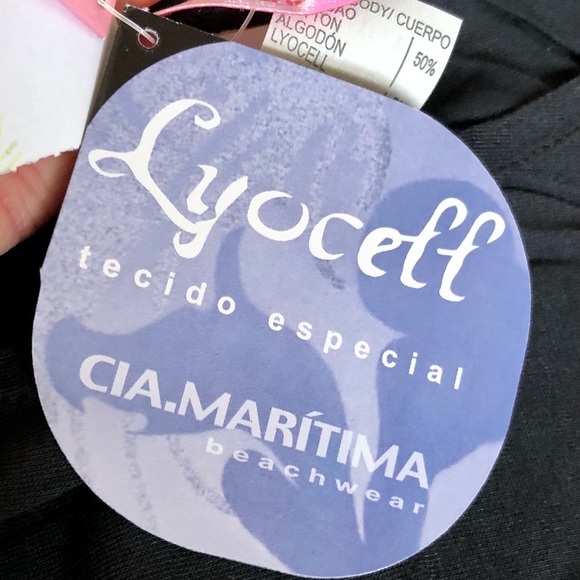 BODY/ CUERPO
ALGODÓN
LYOCELL
50%
Lyocell
tecido especial
CIA.MARÍTIMA
beachwear